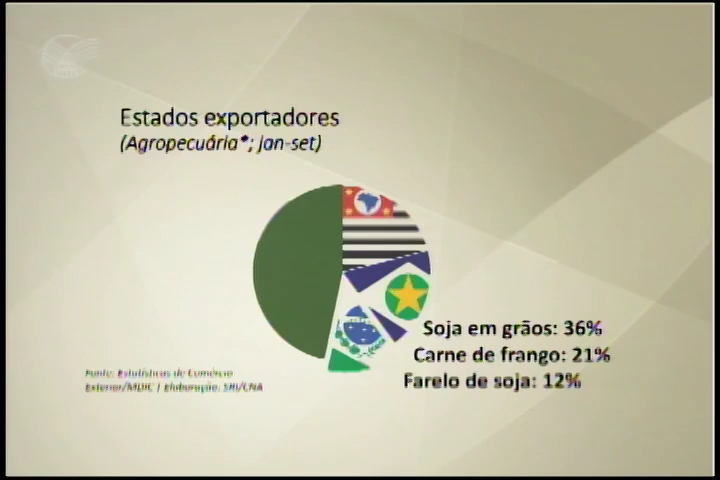 Estados exportadores
(Agropecuária*; jan-set)
Soja em grãos: 36%
Carne de frango: 21%
Farelo de soja: 12%
Fonte: Estatísticas de Comércio
Exterior/MDIC | Elaboração: SRI/CNA